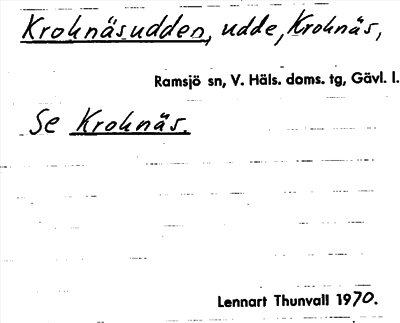 Kroknäsudden, udde, Kroknäs,
Ramsjö sn, V. Häls. doms. tg, Gävl. l.
Se Kroknäs.
Lennart Thunvall 1970.